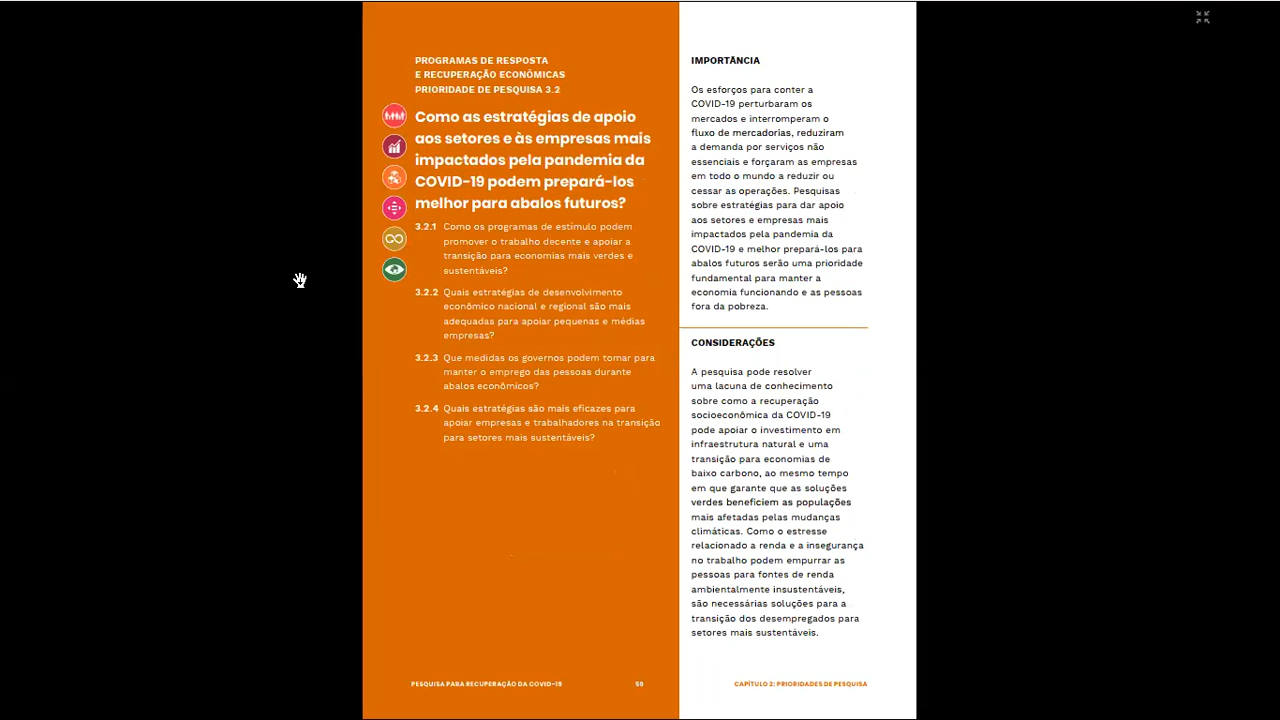 PROGRAMAS DE RESPOSTA
E RECUPERAÇÃO ECONÔMICAS
PRIORIDADE DE PESQUISA 3.2
Como as estratégias de apoio
aos setores e às empresas mais
impactados pela pandemia da
COVID-19 podem prepará-los
melhor para abalos futuros?
3.2.1 Como os programas de estímulo podem
promover o trabalho decente e apoiar a
transição para economias mais verdes e
sustentáveis?
3.2.2 Quais estratégias de desenvolvimento
econômico nacional e regional são mais
adequadas para apoiar pequenas e médias
empresas?
3.2.3 Que medidas os governos podem tomar para
manter o emprego das pessoas durante
abalos econômicos?
3.2.4 Quais estratégias são mais eficazes para
apoiar empresas e trabalhadores na transição
para setores mais sustentáveis?
PESQUISA PARA RECUPERAÇÃO DA COVID-19 59
IMPORTÂNCIA
Os esforços para conter a
COVID-19 perturbaram os
mercados e interromperam o
fluxo de mercadorias, reduziram
a demanda por serviços não
essenciais e forçaram as empresas
em todo o mundo a reduzir ou
cessar as operações. Pesquisas
sobre estratégias para dar apoio
aos setores e empresas mais
impactados pela pandemia da
COVID-19 e melhor prepará-los para
abalos futuros serão uma prioridade
fundamental para manter a
economia funcionando e as pessoas
fora da pobreza.
CONSIDERAÇÕES
A pesquisa pode resolver
uma lacuna de conhecimento
sobre como a recuperação
socioeconômica da COVID-19
pode apoiar o investimento em
infraestrutura natural e uma
transição para economias de
baixo carbono, ao mesmo tempo
em que garante que as soluções
verdes beneficiem as populações
mais afetadas pelas mudanças
climáticas. Como o estresse
relacionado a renda e a insegurança
no trabalho podem empurrar as
pessoas para fontes de renda
ambientalmente insustentáveis,
são necessárias soluções para a
transição dos desempregados para
setores mais sustentáveis.
CAPÍTULO 2: PRIORIDADES DE PESQUISA